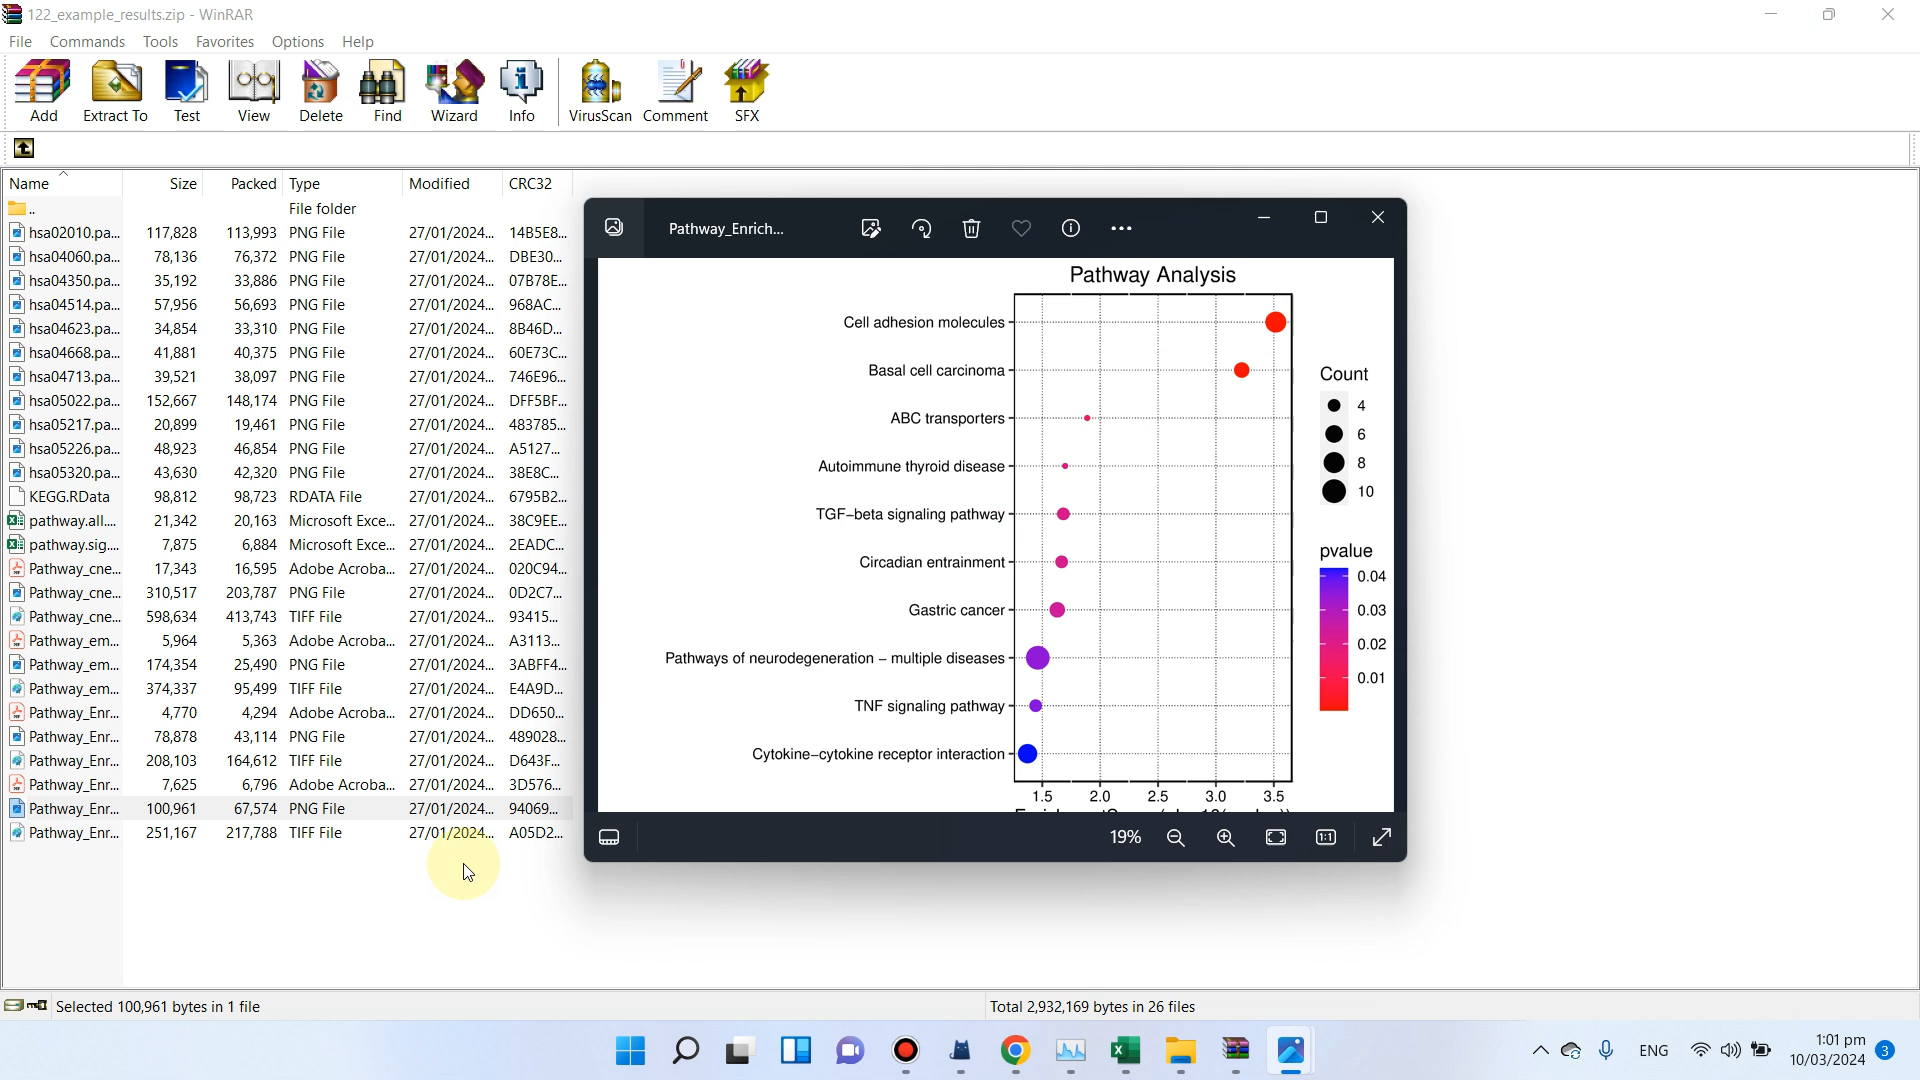 122_example_results.zip - WinRAR
File Commands Tools Favorites Options Help
Add Extract To Test View Delete Find Wizard Info VirusScan Comment SFX
Name Size Packed Type Modified CRC32
.. File folder
hsa02010.pa... 117,828 113,993 PNG File 27/01/2024... 14B5E8...
hsa04060.pa... 78,136 76,372 PNG File 27/01/2024... DBE30...
hsa04350.pa... 35,192 33,886 PNG File 27/01/2024... 07B78E...
hsa04514.pa... 57,956 56,693 PNG File 27/01/2024... 968AC...
hsa04623.pa... 34,854 33,310 PNG File 27/01/2024... 8B46D...
hsa04668.pa... 41,881 40,375 PNG File 27/01/2024... 60E73C...
hsa04713.pa... 39,521 38,097 PNG File 27/01/2024... 746E96...
hsa05022.pa... 152,667 148,174 PNG File 27/01/2024... DFF5BF...
hsa05217.pa... 20,899 19,461 PNG File 27/01/2024... 483785...
hsa05226.pa... 48,923 46,854 PNG File 27/01/2024... A5127...
hsa05320.pa... 43,630 42,320 PNG File 27/01/2024... 38E8C...
KEGG.RData 98,812 98,723 RDATA File 27/01/2024... 6795B2...
pathway.all.... 21,342 20,163 Microsoft Exce... 27/01/2024... 38C9EE...
pathway.sig.... 7,875 6,884 Microsoft Exce... 27/01/2024... 2EADC...
Pathway_cne... 17,343 16,595 Adobe Acroba... 27/01/2024... 020C94...
Pathway_cne... 310,517 203,787 PNG File 27/01/2024... 0D2C7...
Pathway_cne... 598,634 413,743 TIFF File 27/01/2024... 93415...
Pathway_em... 5,964 5,363 Adobe Acroba... 27/01/2024... A3113...
Pathway_em... 174,354 25,490 PNG File 27/01/2024... 3ABFF4...
Pathway_em... 374,337 95,499 TIFF File 27/01/2024... E4A9D...
Pathway_Enr... 4,770 4,294 Adobe Acroba... 27/01/2024... DD650...
Pathway_Enr... 78,878 43,114 PNG File 27/01/2024... 489028...
Pathway_Enr... 208,103 164,612 TIFF File 27/01/2024... D643F...
Pathway_Enr... 7,625 6,796 Adobe Acroba... 27/01/2024... 3D576...
Pathway_Enr... 100,961 67,574 PNG File 27/01/2024... 94069...
Pathway_Enr... 251,167 217,788 TIFF File 27/01/2024... A05D2...
Pathway_Enrich...
Pathway Analysis
Cell adhesion molecules
Basal cell carcinoma
ABC transporters
Autoimmune thyroid disease
TGF−beta signaling pathway
Circadian entrainment
Gastric cancer
Pathways of neurodegeneration − multiple diseases
TNF signaling pathway
Cytokine−cytokine receptor interaction
1.5 2.0 2.5 3.0 3.5
Count
4
6
8
10
pvalue
0.04
0.03
0.02
0.01
19%
1:1
Selected 100,961 bytes in 1 file
Total 2,932,169 bytes in 26 files
ENG
1:01 pm
10/03/2024
3